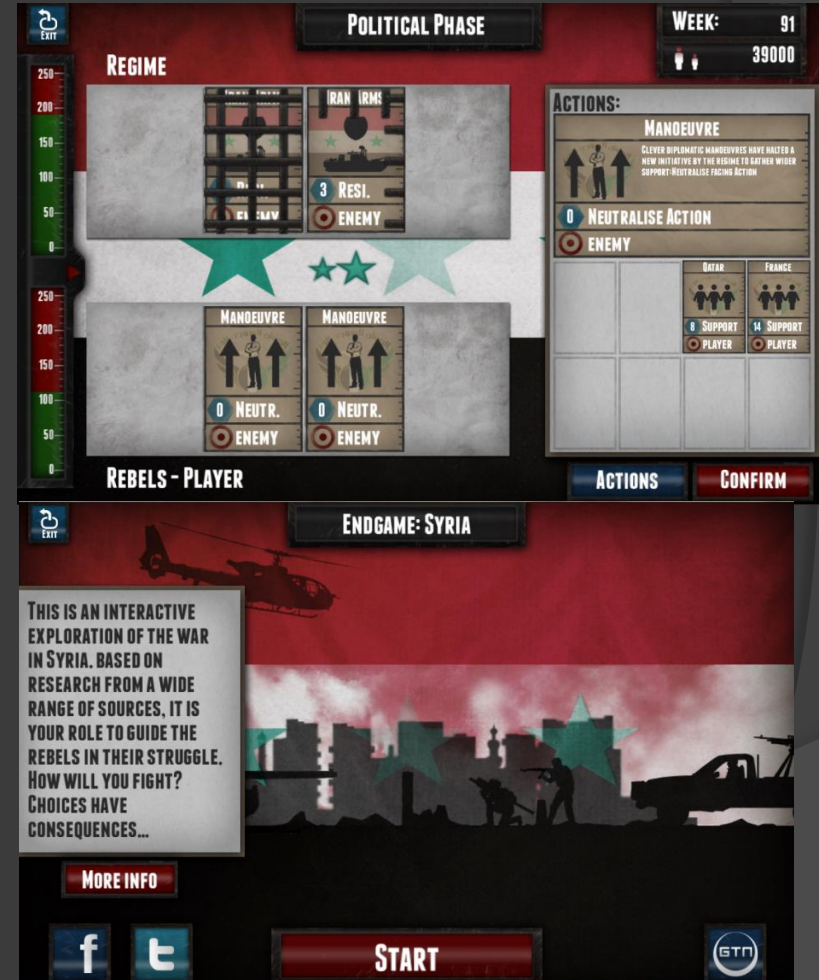 POLITICAL PHASE
EXIT
WEEK: 91
39000
REGIME
250
200
150
100
50
0
250
200
150
100
50
0
IRAN ARMS
3 RESI.
ENEMY
ENEMY
MANOEUVRE
0 NEUTR.
ENEMY
MANOEUVRE
0 NEUTR.
ENEMY
REBELS - PLAYER
ACTIONS:
MANOEUVRE
CLEVER DIPLOMATIC MANOEUVRES HAVE HALTED A
NEW INITIATIVE BY THE REGIME TO GATHER WIDER
SUPPORT:NEUTRALISE FACING ACTION
0 NEUTRALISE ACTION
ENEMY
QATAR
8 SUPPORT
PLAYER
FRANCE
14 SUPPORT
PLAYER
ACTIONS
CONFIRM
EXIT
ENDGAME: SYRIA
THIS IS AN INTERACTIVE
EXPLORATION OF THE WAR
IN SYRIA. BASED ON
RESEARCH FROM A WIDE
RANGE OF SOURCES, IT IS
YOUR ROLE TO GUIDE THE
REBELS IN THEIR STRUGGLE.
HOW WILL YOU FIGHT?
CHOICES HAVE
CONSEQUENCES...
MORE INFO
f
t
START
GTN